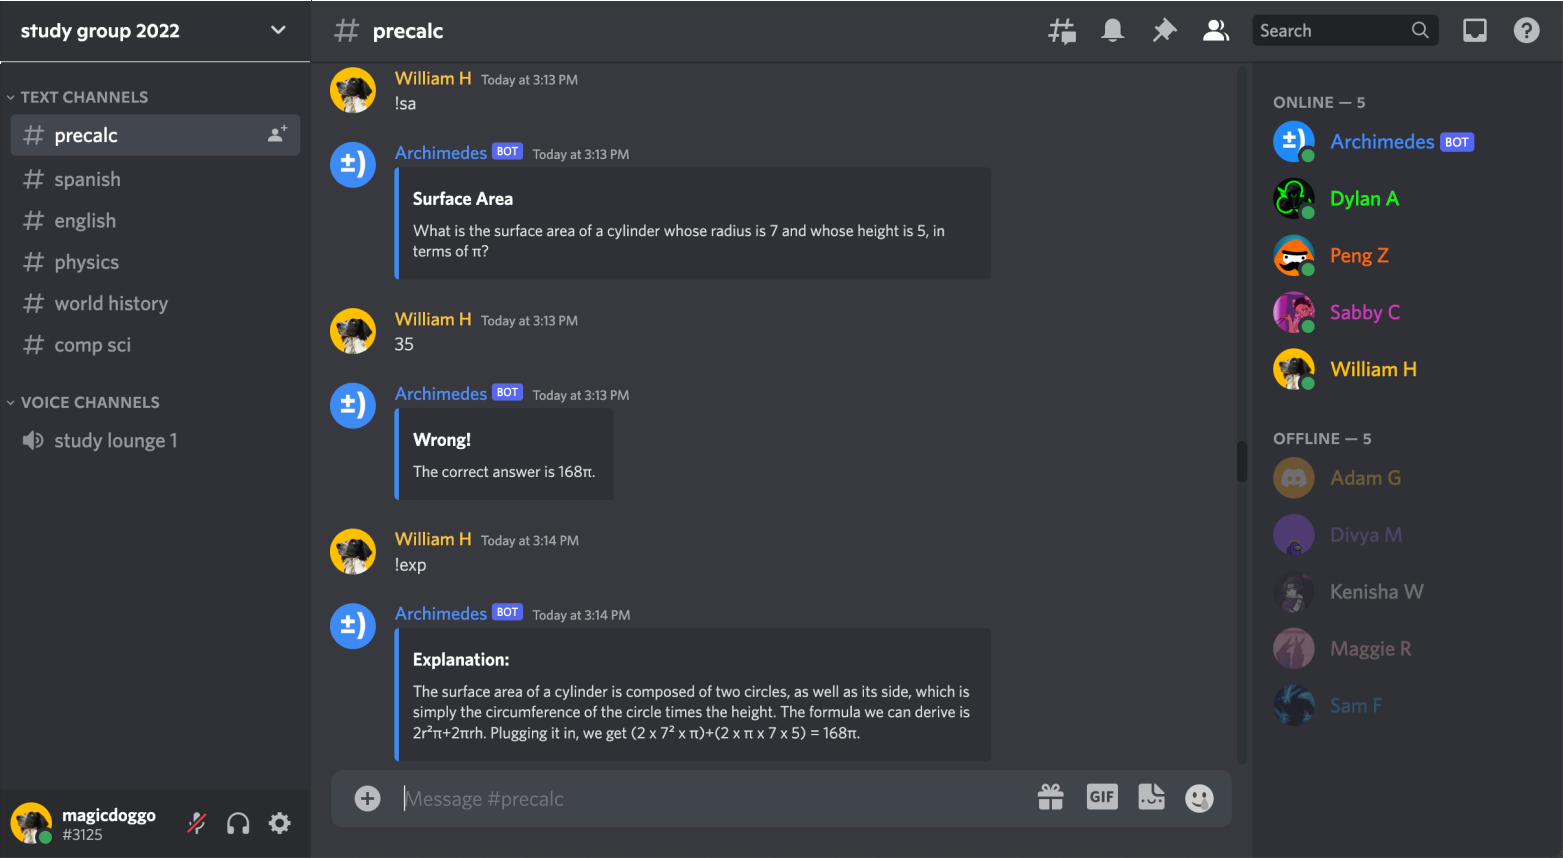 study group 2022
TEXT CHANNELS
precalc
spanish
english
physics
world history
comp sci
VOICE CHANNELS
study lounge 1
magicdoggo
#3125
# precalc
Search
William H Today at 3:13 PM
!sa
Archimedes BOT Today at 3:13 PM
Surface Area
What is the surface area of a cylinder whose radius is 7 and whose height is 5, in
terms of π?
William H Today at 3:13 PM
35
Archimedes BOT Today at 3:13 PM
Wrong!
The correct answer is 168π.
William H Today at 3:14 PM
!exp
Archimedes BOT Today at 3:14 PM
Explanation:
The surface area of a cylinder is composed of two circles, as well as its side, which is
simply the circumference of the circle times the height. The formula we can derive is
2r²π+2πrh. Plugging it in, we get (2 x 7² x π)+(2 x π x 7 x 5) = 168π.
Message #precalc
GIF
ONLINE — 5
Archimedes BOT
Dylan A
Peng Z
Sabby C
William H
OFFLINE — 5
Adam G
Divya M
Kenisha W
Maggie R
Sam F